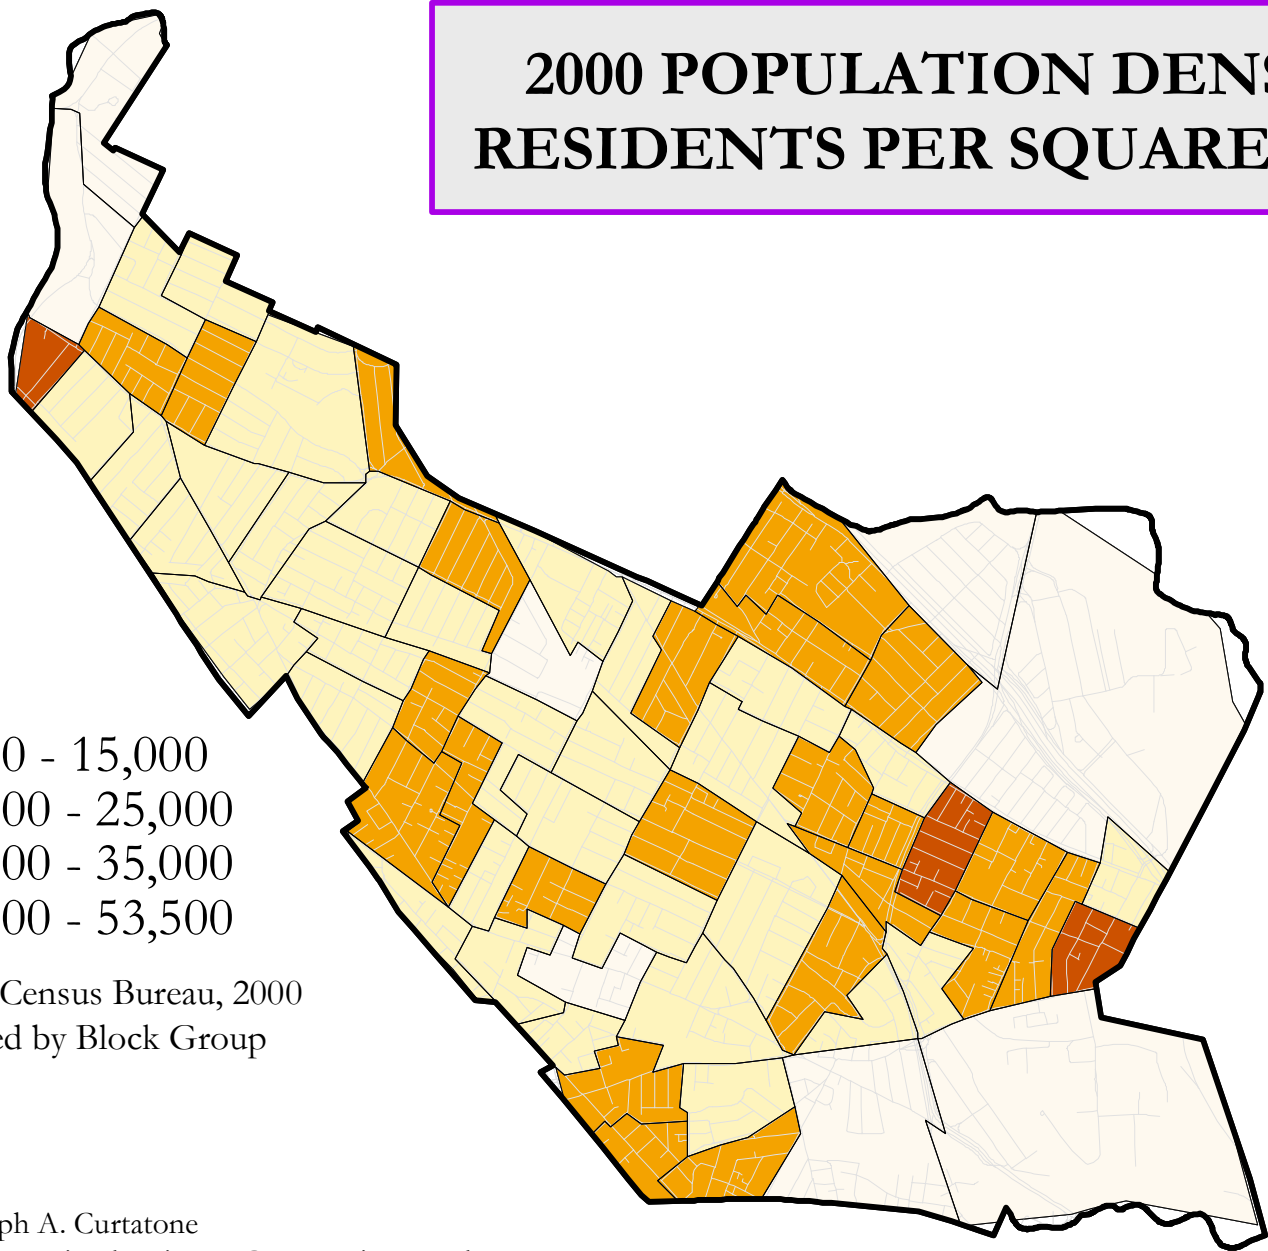 2000 POPULATION DENS
RESIDENTS PER SQUARE
0 - 15,000
00 - 25,000
00 - 35,000
00 - 53,500
Census Bureau, 2000
ed by Block Group
ph A. Curtatone